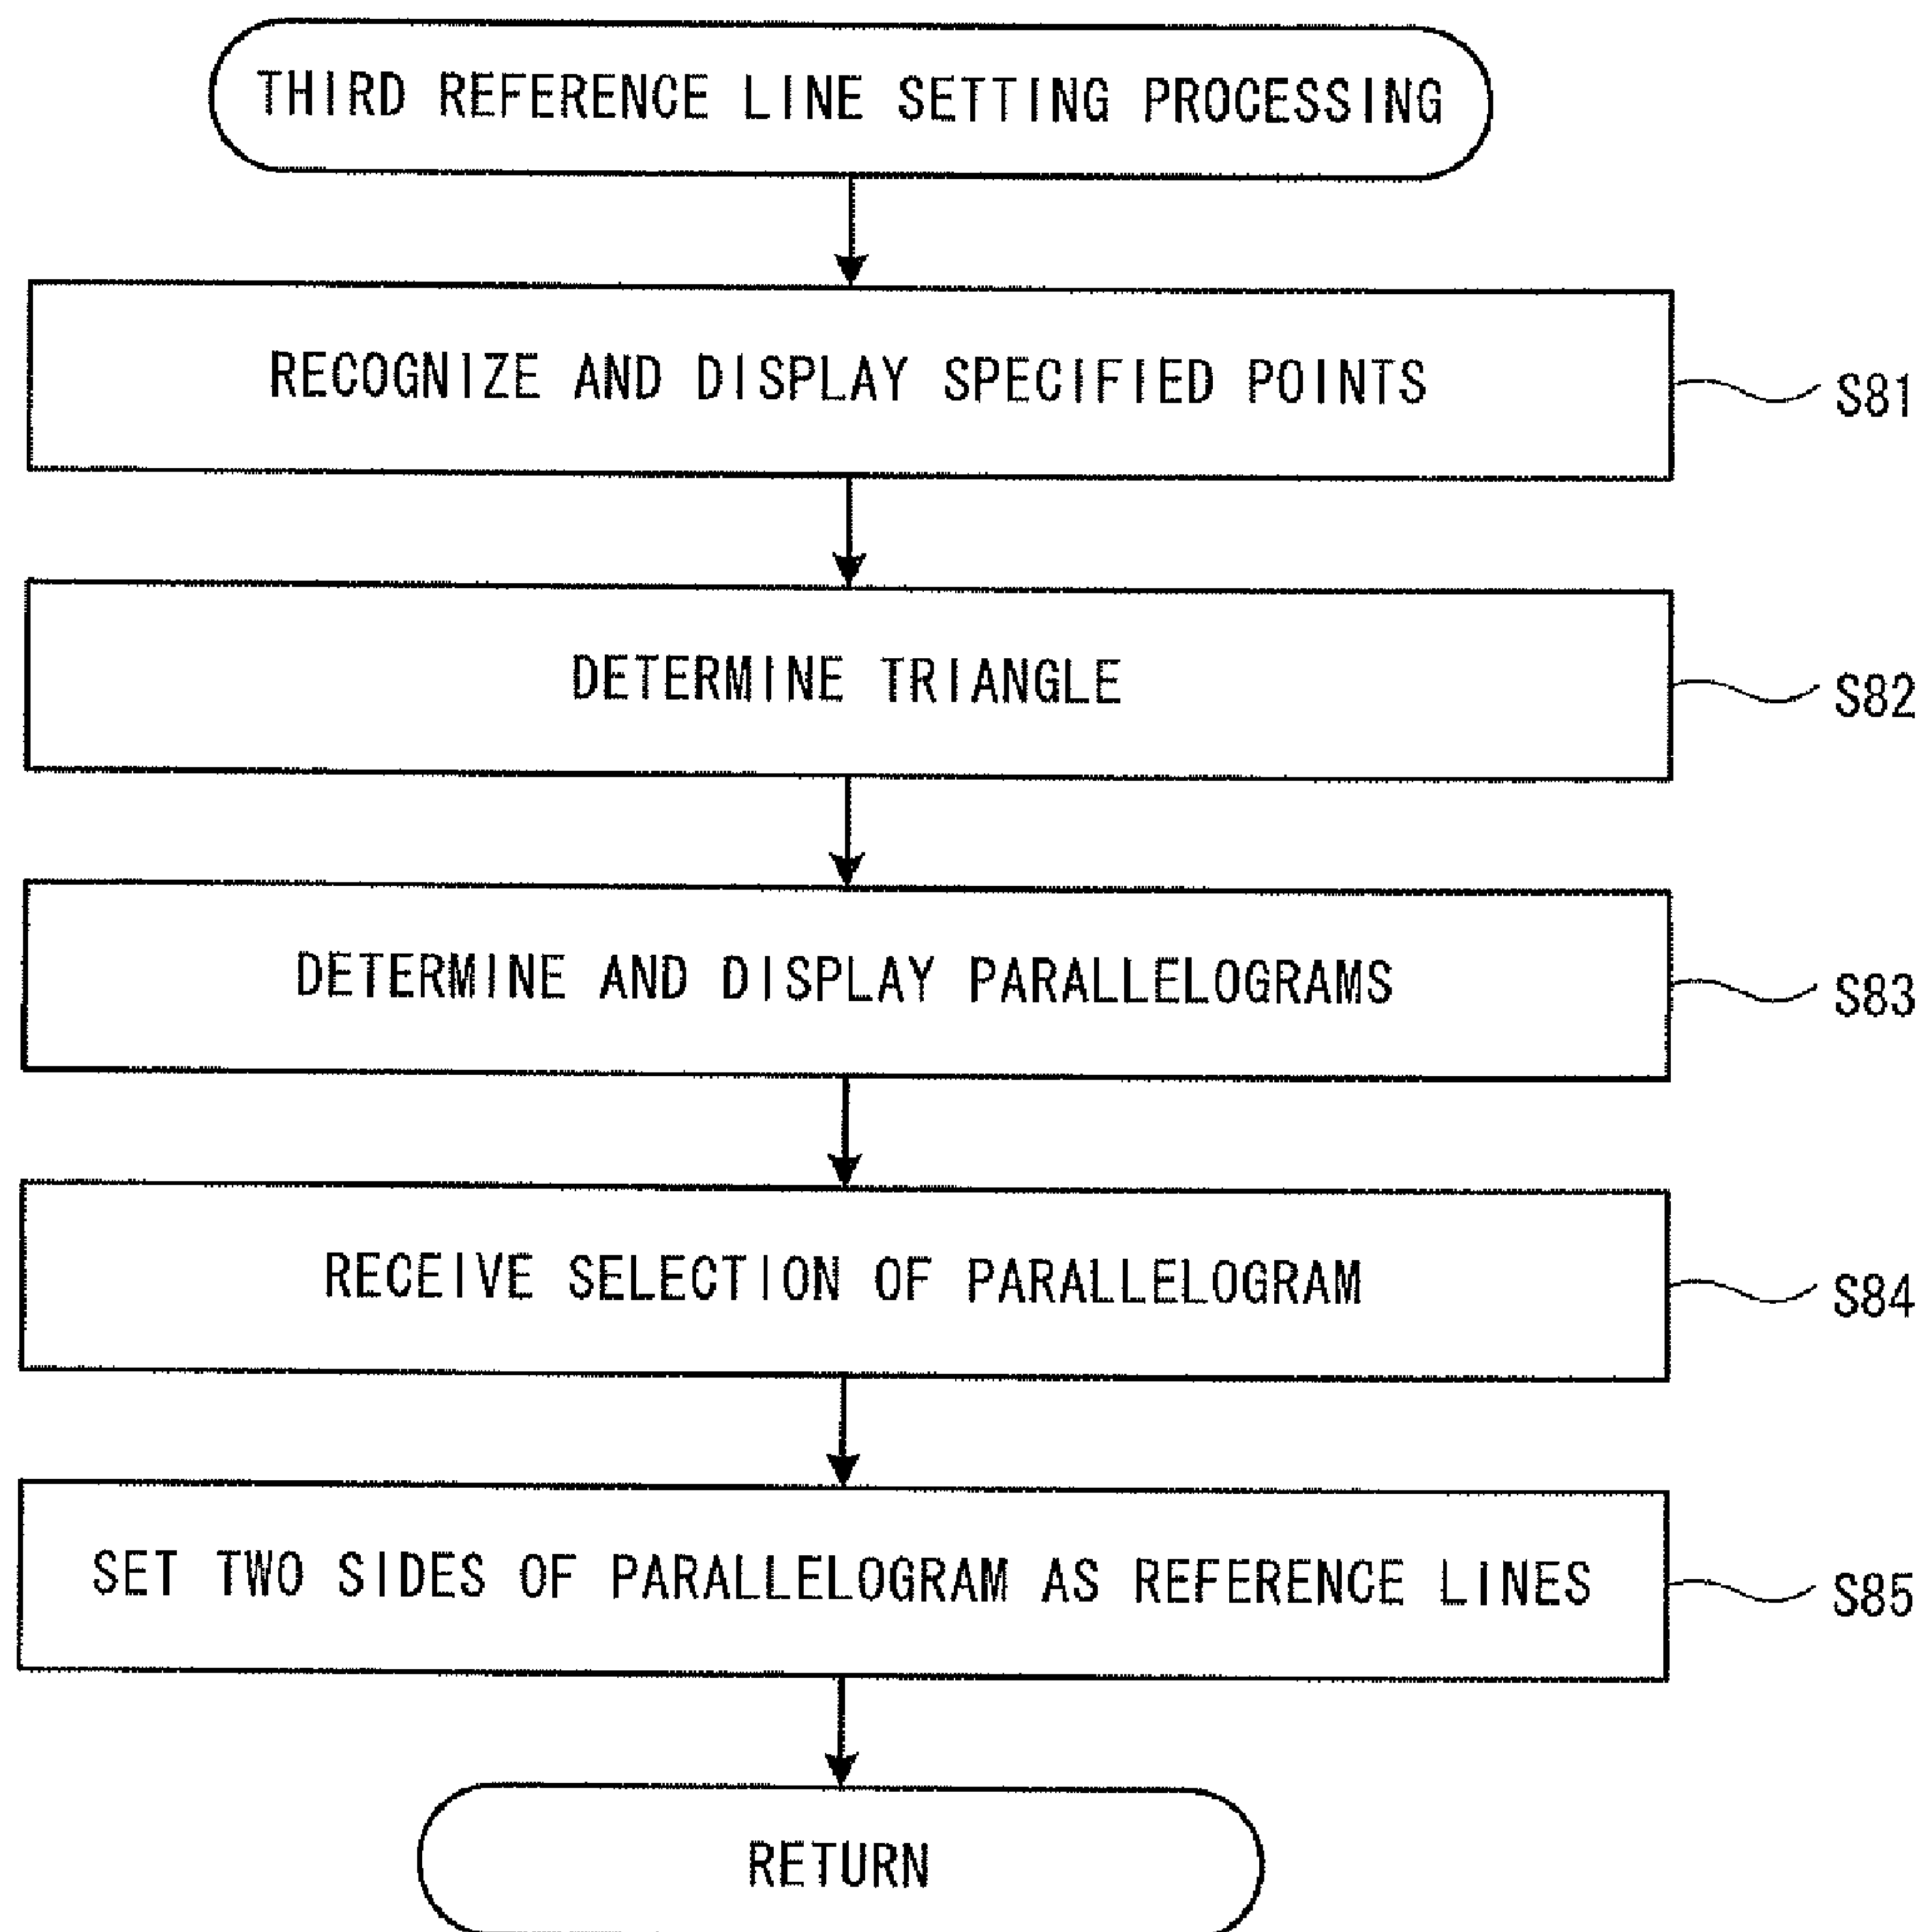 THIRD REFERENCE LINE SETTING PROCESSING
RECOGNIZE AND DISPLAY SPECIFIED POINTS
S81
DETERMINE TRIANGLE
S82
DETERMINE AND DISPLAY PARALLELOGRAMS
S83
RECEIVE SELECTION OF PARALLELOGRAM
S84
SET TWO SIDES OF PARALLELOGRAM AS REFERENCE LINES
S85
RETURN